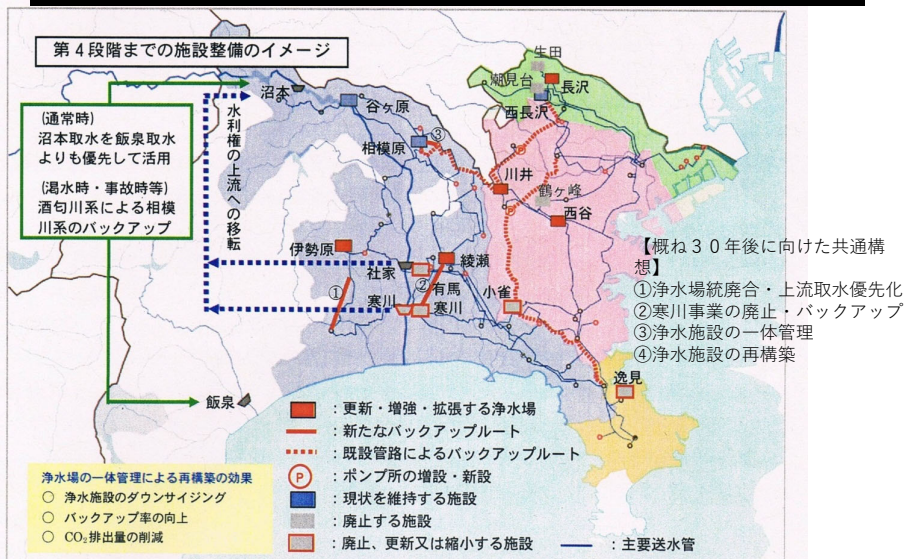 第4段階までの施設整備のイメージ
(通常時)
沼本取水を飯泉取水
よりも優先して活用
(渇水時・事故時等)
酒匂川系による相模
川系のバックアップ
水利権の上流への移転
沼本
谷ヶ原
相模原
③
生田
潮見台
長沢
西長沢
川井
鶴ヶ峰
西谷
伊勢原
社家
綾瀬
②
有馬
①
寒川
寒川
小雀
逸見
飯泉
【概ね30年後に向けた共通構
想】
①浄水場統廃合・上流取水優先化
②寒川事業の廃止・バックアップ
③浄水施設の一体管理
④浄水施設の再構築
:更新・増強・拡張する浄水場
:新たなバックアップルート
:既設管路によるバックアップルート
P :ポンプ所の増設・新設
:現状を維持する施設
:廃止する施設
:廃止、更新又は縮小する施設
:主要送水管
浄水場の一体管理による再構築の効果
○ 浄水施設のダウンサイジング
○ バックアップ率の向上
○ CO₂排出量の削減